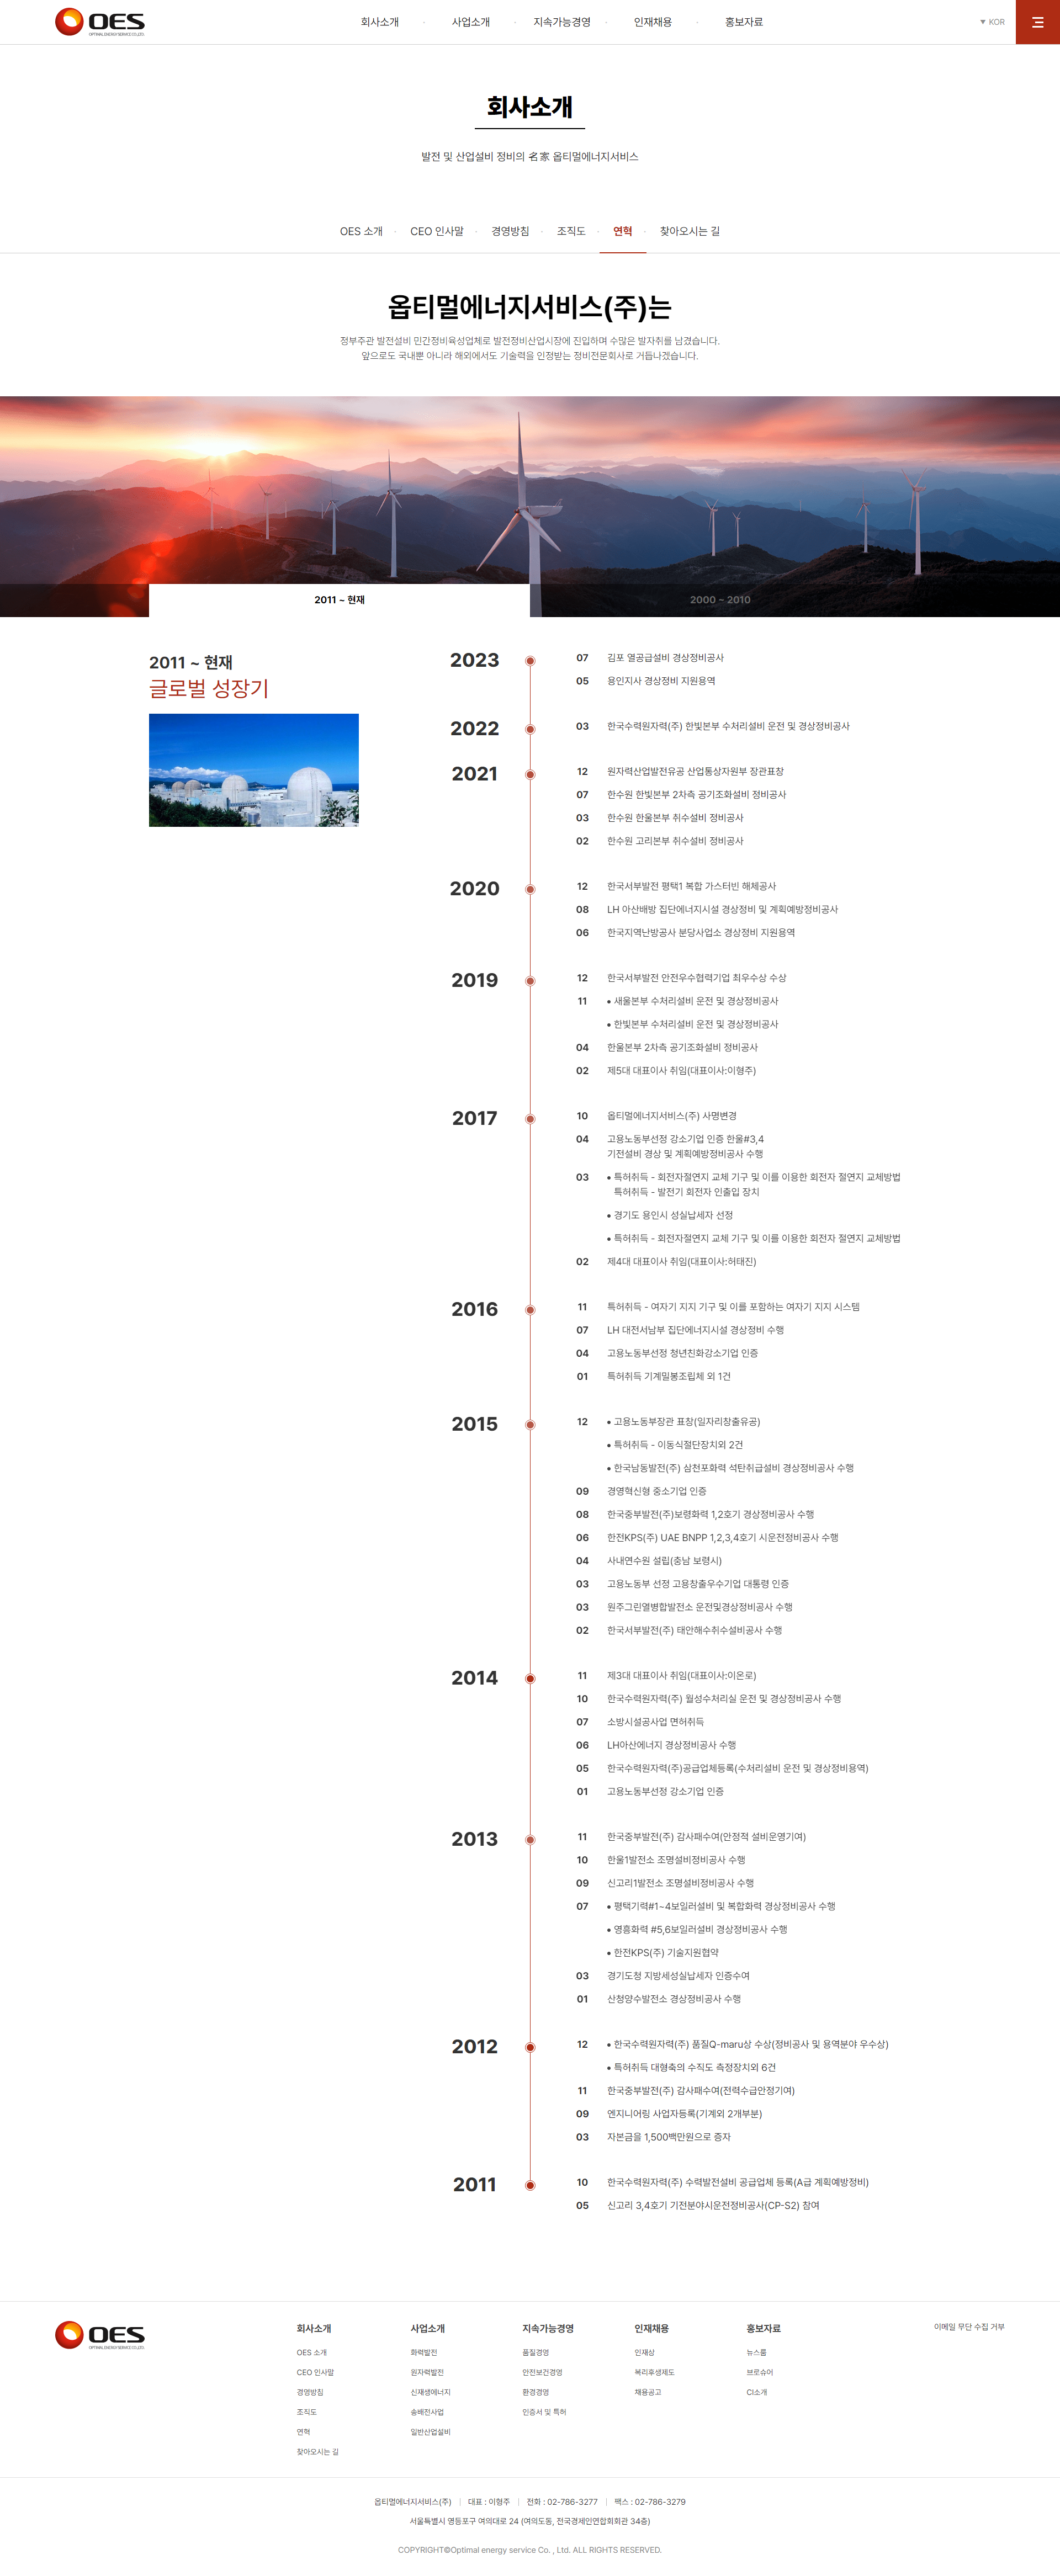 OES
OPTIMAL ENERGY SERVICE CO.,LTD.
회사소개
사업소개
지속가능경영
인재채용
홍보자료
▼ KOR
회사소개
발전 및 산업설비 정비의 名家 옵티멀에너지서비스
OES 소개
CEO 인사말
경영방침
조직도
연혁
찾아오시는 길
옵티멀에너지서비스(주)는
정부주관 발전설비 민간정비육성업체로 발전정비산업시장에 진입하며 수많은 발자취를 남겼습니다.
앞으로도 국내뿐 아니라 해외에서도 기술력을 인정받는 정비전문회사로 거듭나겠습니다.
2011 ~ 현재
2000 ~ 2010
2011 ~ 현재
글로벌 성장기
2023
07 김포 열공급설비 경상정비공사
05 용인지사 경상정비 지원용역
2022
03 한국수력원자력(주) 한빛본부 수처리설비 운전 및 경상정비공사
2021
12 원자력산업발전유공 산업통상자원부 장관표창
07 한수원 한빛본부 2차측 공기조화설비 정비공사
03 한수원 한울본부 취수설비 정비공사
02 한수원 고리본부 취수설비 정비공사
2020
12 한국서부발전 평택1 복합 가스터빈 해체공사
08 LH 아산배방 집단에너지시설 경상정비 및 계획예방정비공사
06 한국지역난방공사 분당사업소 경상정비 지원용역
2019
12 한국서부발전 안전우수협력기업 최우수상 수상
11 • 새울본부 수처리설비 운전 및 경상정비공사
• 한빛본부 수처리설비 운전 및 경상정비공사
04 한울본부 2차측 공기조화설비 정비공사
02 제5대 대표이사 취임(대표이사:이형주)
2017
10 옵티멀에너지서비스(주) 사명변경
04 고용노동부선정 강소기업 인증 한울#3,4
기전설비 경상 및 계획예방정비공사 수행
03 • 특허취득 - 회전자절연지 교체 기구 및 이를 이용한 회전자 절연지 교체방법
특허취득 - 발전기 회전자 인출입 장치
• 경기도 용인시 성실납세자 선정
• 특허취득 - 회전자절연지 교체 기구 및 이를 이용한 회전자 절연지 교체방법
02 제4대 대표이사 취임(대표이사:허태진)
2016
11 특허취득 - 여자기 지지 기구 및 이를 포함하는 여자기 지지 시스템
07 LH 대전서남부 집단에너지시설 경상정비 수행
04 고용노동부선정 청년친화강소기업 인증
01 특허취득 기계밀봉조립체 외 1건
2015
12 • 고용노동부장관 표창(일자리창출유공)
• 특허취득 - 이동식절단장치외 2건
• 한국남동발전(주) 삼천포화력 석탄취급설비 경상정비공사 수행
09 경영혁신형 중소기업 인증
08 한국중부발전(주)보령화력 1,2호기 경상정비공사 수행
06 한전KPS(주) UAE BNPP 1,2,3,4호기 시운전정비공사 수행
04 사내연수원 설립(충남 보령시)
03 고용노동부 선정 고용창출우수기업 대통령 인증
03 원주그린열병합발전소 운전및경상정비공사 수행
02 한국서부발전(주) 태안해수취수설비공사 수행
2014
11 제3대 대표이사 취임(대표이사:이온로)
10 한국수력원자력(주) 월성수처리실 운전 및 경상정비공사 수행
07 소방시설공사업 면허취득
06 LH아산에너지 경상정비공사 수행
05 한국수력원자력(주)공급업체등록(수처리설비 운전 및 경상정비용역)
01 고용노동부선정 강소기업 인증
2013
11 한국중부발전(주) 감사패수여(안정적 설비운영기여)
10 한울1발전소 조명설비정비공사 수행
09 신고리1발전소 조명설비정비공사 수행
07 • 평택기력#1~4보일러설비 및 복합화력 경상정비공사 수행
• 영흥화력 #5,6보일러설비 경상정비공사 수행
• 한전KPS(주) 기술지원협약
03 경기도청 지방세성실납세자 인증수여
01 산청양수발전소 경상정비공사 수행
2012
12 • 한국수력원자력(주) 품질Q-maru상 수상(정비공사 및 용역분야 우수상)
• 특허취득 대형축의 수직도 측정장치외 6건
11 한국중부발전(주) 감사패수여(전력수급안정기여)
09 엔지니어링 사업자등록(기계외 2개부분)
03 자본금을 1,500백만원으로 증자
2011
10 한국수력원자력(주) 수력발전설비 공급업체 등록(A급 계획예방정비)
05 신고리 3,4호기 기전분야시운전정비공사(CP-S2) 참여
OES
OPTIMAL ENERGY SERVICE CO.,LTD.
회사소개
OES 소개
CEO 인사말
경영방침
조직도
연혁
찾아오시는 길
사업소개
화력발전
원자력발전
신재생에너지
송배전사업
일반산업설비
지속가능경영
품질경영
안전보건경영
환경경영
인증서 및 특허
인재채용
인재상
복리후생제도
채용공고
홍보자료
뉴스룸
브로슈어
CI소개
이메일 무단 수집 거부
옵티멀에너지서비스(주) | 대표 : 이형주 | 전화 : 02-786-3277 | 팩스 : 02-786-3279
서울특별시 영등포구 여의대로 24 (여의도동, 전국경제인연합회회관 34층)
COPYRIGHT©Optimal energy service Co. , Ltd. ALL RIGHTS RESERVED.